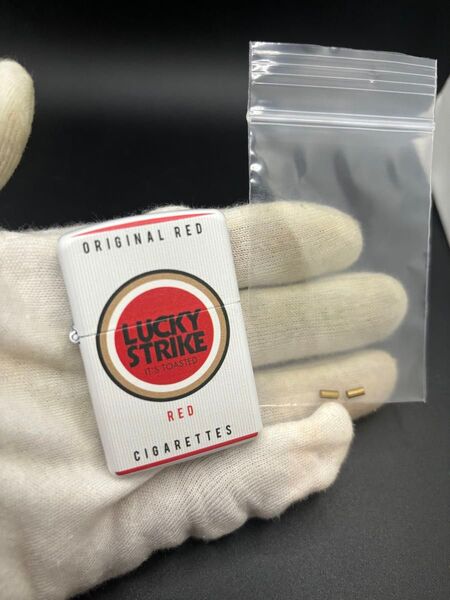 ORIGINAL RED
LUCKY
STRIKE
IT'S TOASTED
RED
CIGARETTES